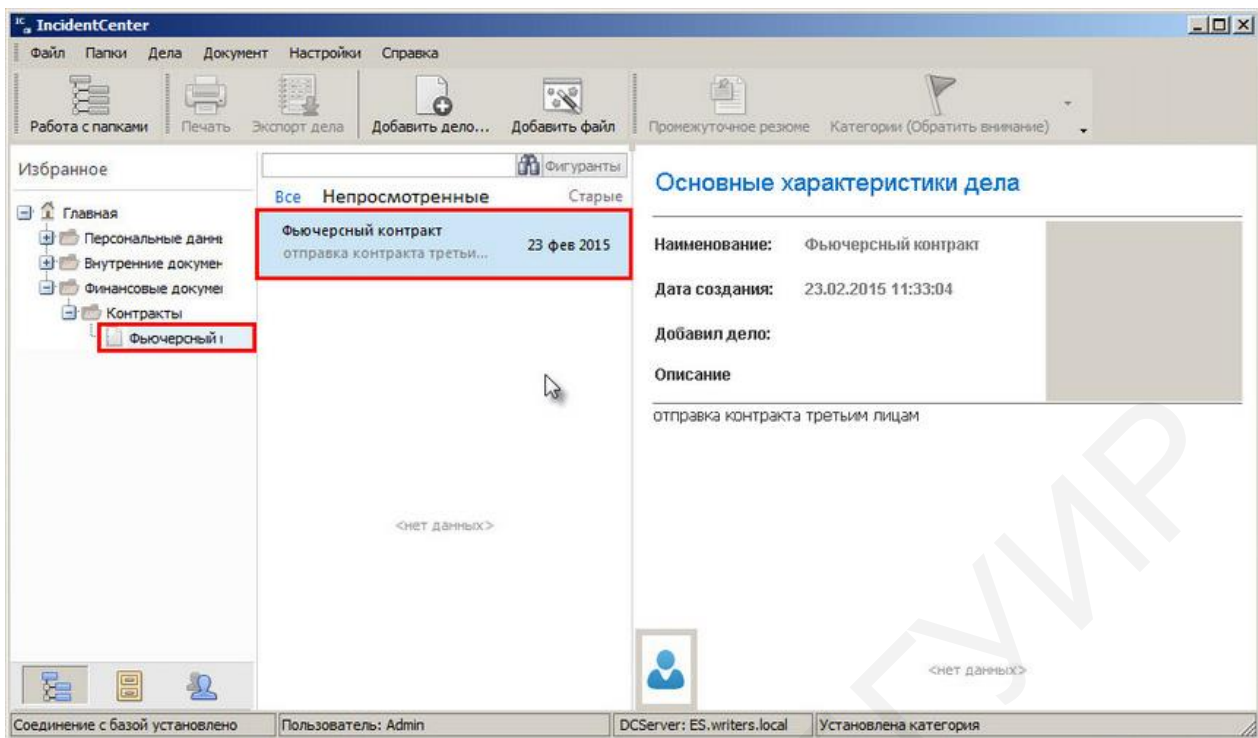 IC IncidentCenter
Файл Папки Дела Документ Настройки Справка
Работа с папками Печать Экспорт дела Добавить дело... Добавить файл Промежуточное резюме Категории (Обратить внимание)
Избранное
Фигуранты
Все Непросмотренные Старые
Главная
Персональные данн
Внутренние докумен
Финансовые докумен
Контракты
Фьючерсный
Фьючерсный контракт
отправка контракта третьи...
23 фев 2015
<нет данных>
Основные характеристики дела
Наименование: Фьючерсный контракт
Дата создания: 23.02.2015 11:33:04
Добавил дело:
Описание
отправка контракта третьим лицам
<нет данных>
Соединение с базой установлено Пользователь: Admin DCServer: ES.writers.local Установлена категория
ГУИР